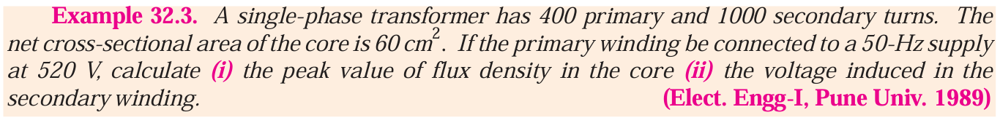 Example 32.3. A single-phase transformer has 400 primary and 1000 secondary turns. The
net cross-sectional area of the core is 60 cm². If the primary winding be connected to a 50-Hz supply
at 520 V, calculate (i) the peak value of flux density in the core (ii) the voltage induced in the
secondary winding. (Elect. Engg-I, Pune Univ. 1989)